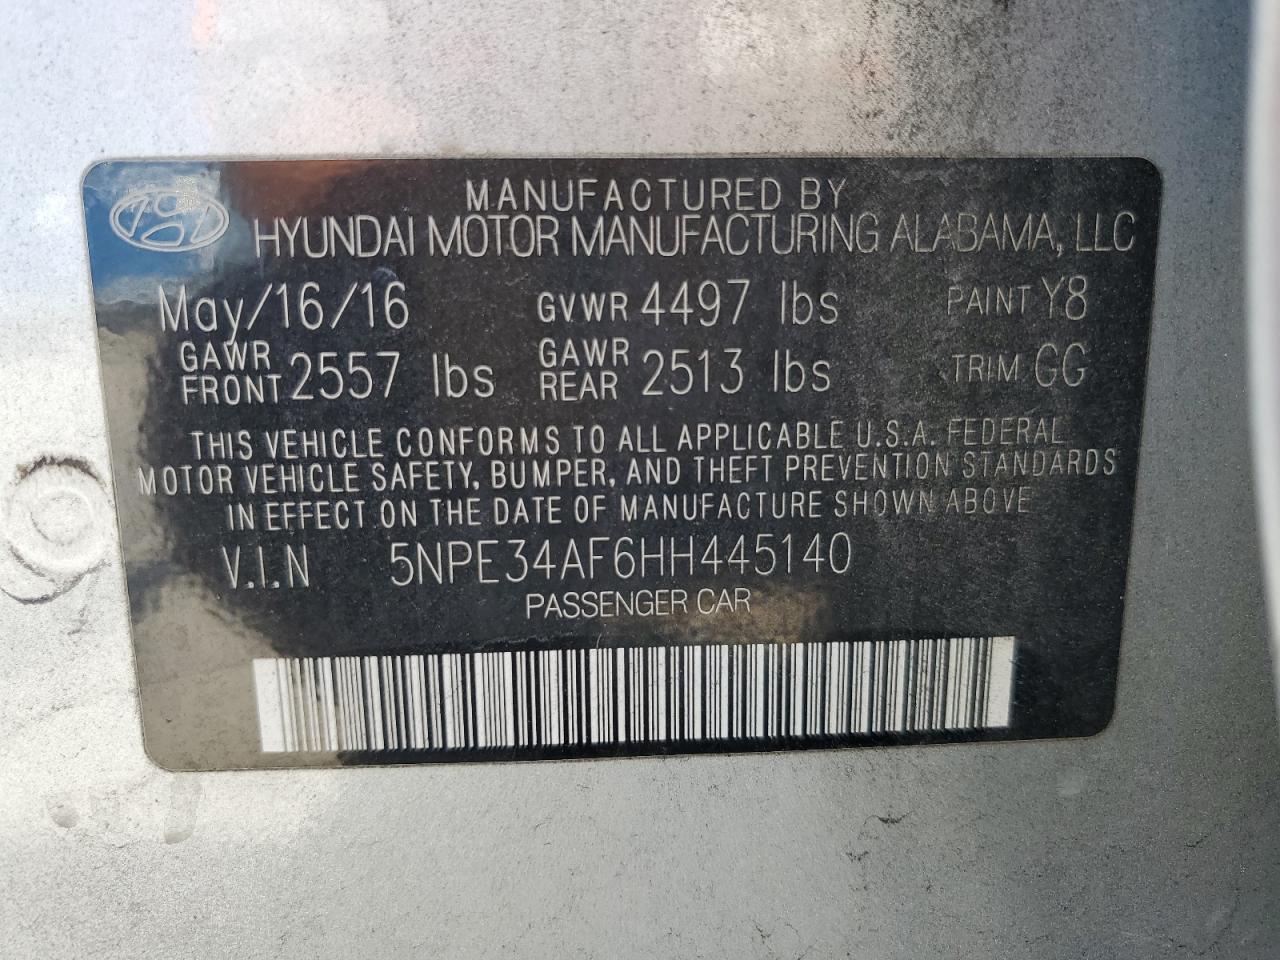 MANUFACTURED BY
HYUNDAI MOTOR MANUFACTURING ALABAMA, LLC
May/16/16 GVWR 4497 lbs PAINT Y8
GAWR FRONT 2557 lbs GAWR REAR 2513 lbs TRIM GG
THIS VEHICLE CONFORMS TO ALL APPLICABLE U.S.A. FEDERAL
MOTOR VEHICLE SAFETY, BUMPER, AND THEFT PREVENTION STANDARDS
IN EFFECT ON THE DATE OF MANUFACTURE SHOWN ABOVE
V.I.N 5NPE34AF6HH445140
PASSENGER CAR